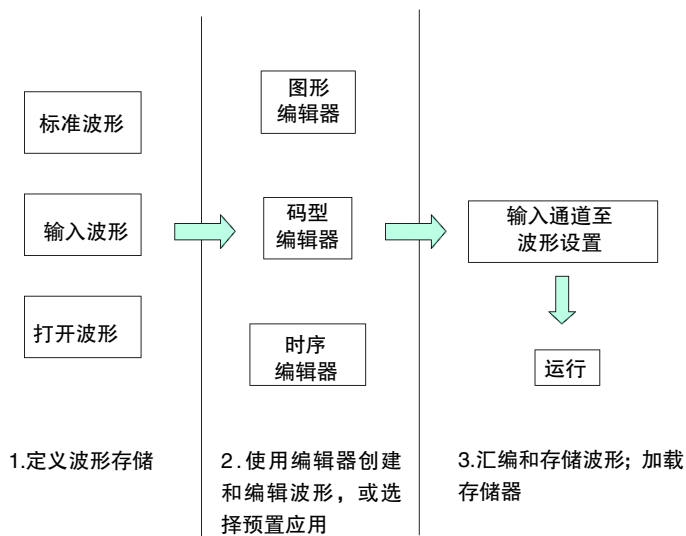 标准波形
输入波形
打开波形
1.定义波形存储
图形
编辑器
码型
编辑器
时序
编辑器
2.使用编辑器创建
和编辑波形，或选
择预置应用
输入通道至
波形设置
运行
3.汇编和存储波形；加载
存储器